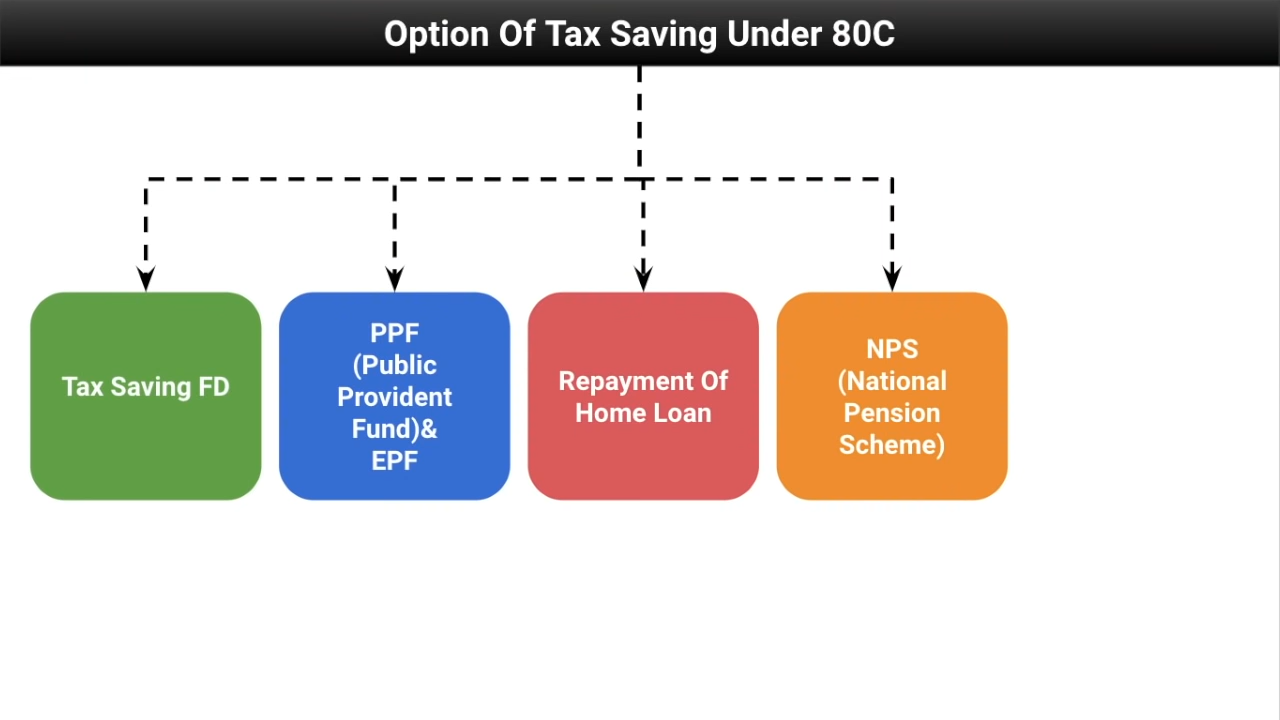 Option Of Tax Saving Under 80C
Tax Saving FD
PPF
(Public
Provident
Fund)&
EPF
Repayment Of
Home Loan
NPS
(National
Pension
Scheme)